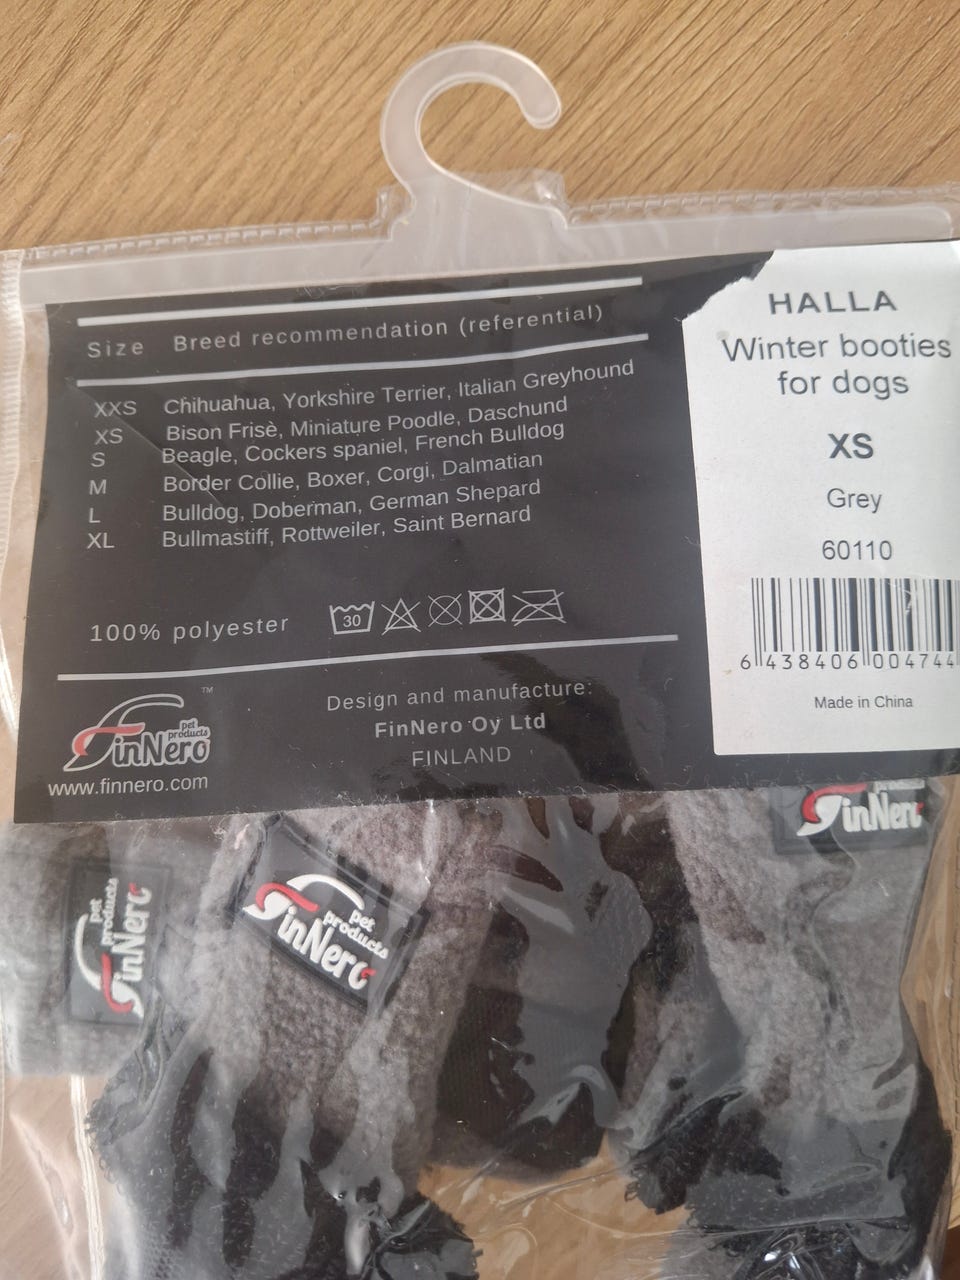 Size Breed recommendation (referential)
XXS Chihuahua, Yorkshire Terrier, Italian Greyhound
XS Bison Frisè, Miniature Poodle, Daschund
S Beagle, Cockers spaniel, French Bulldog
M Border Collie, Boxer, Corgi, Dalmatian
L Bulldog, Doberman, German Shepard
XL Bullmastiff, Rottweiler, Saint Bernard
100% polyester 30
FinNero pet products ™
www.finnero.com
Design and manufacture:
FinNero Oy Ltd
FINLAND
HALLA
Winter booties
for dogs
XS
Grey
60110
6 438406 004744
Made in China
pet
products
FinNero
pet
products
FinNero
products
FinNero